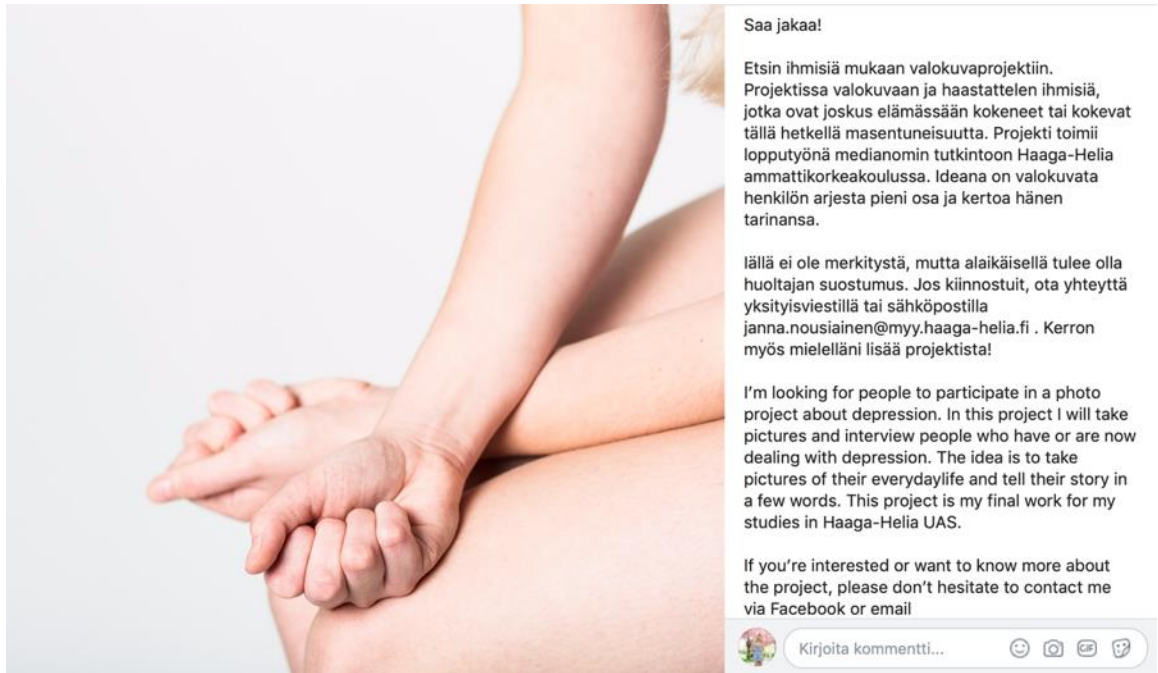 Saa jakaa!
Etsin ihmisiä mukaan valokuvaprojektiin.
Projektissa valokuvaan ja haastattelen ihmisiä,
jotka ovat joskus elämässään kokeneet tai kokevat
tällä hetkellä masentuneisuutta. Projekti toimii
lopputyönä medianomin tutkintoon Haaga-Helia
ammattikorkeakoulussa. Ideana on valokuvata
henkilön arjesta pieni osa ja kertoa hänen
tarinansa.
Iällä ei ole merkitystä, mutta alaikäisellä tulee olla
huoltajan suostumus. Jos kiinnostuit, ota yhteyttä
yksityisviestillä tai sähköpostilla
janna.nousiainen@myy.haaga-helia.fi . Kerron
myös mielelläni lisää projektista!
I’m looking for people to participate in a photo
project about depression. In this project I will take
pictures and interview people who have or are now
dealing with depression. The idea is to take
pictures of their everydaylife and tell their story in
a few words. This project is my final work for my
studies in Haaga-Helia UAS.
If you’re interested or want to know more about
the project, please don’t hesitate to contact me
via Facebook or email
Kirjoita kommentti...
GIF